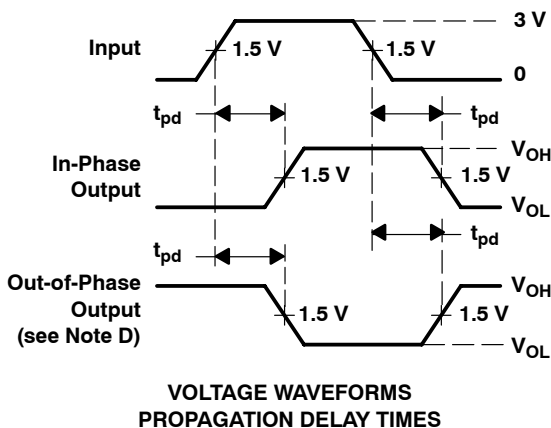 3 V
Input
1.5 V
1.5 V
0
tpd
tpd
In-Phase
Output
VOH
1.5 V
1.5 V
VOL
tpd
tpd
Out-of-Phase
Output
(see Note D)
VOH
1.5 V
1.5 V
VOL
VOLTAGE WAVEFORMS
PROPAGATION DELAY TIMES